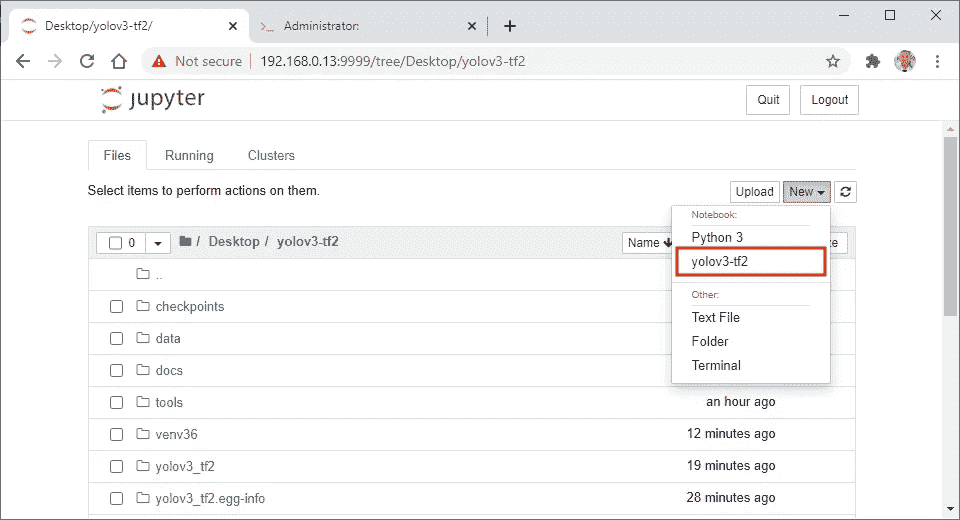 Desktop/yolov3-tf2/
Administrator:
Not secure 192.168.0.13:9999/tree/Desktop/yolov3-tf2
jupyter
Quit Logout
Files Running Clusters
Select items to perform actions on them.
Upload New
Notebook:
Python 3
yolov3-tf2
Other:
Text File
Folder
Terminal
0 / Desktop / yolov3-tf2 Name
..
checkpoints
data
docs
tools an hour ago
venv36 12 minutes ago
yolov3_tf2 19 minutes ago
yolov3_tf2.egg-info 28 minutes ago